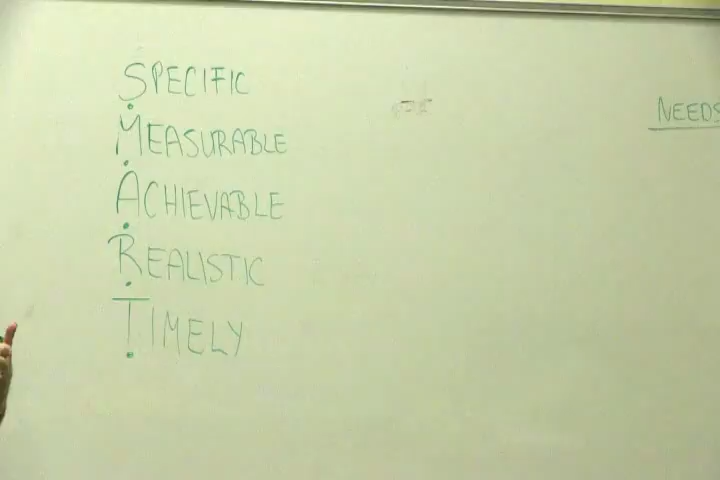 SPECIFIC
MEASURABLE
ACHIEVABLE
REALISTIC
TIMELY
NEEDS